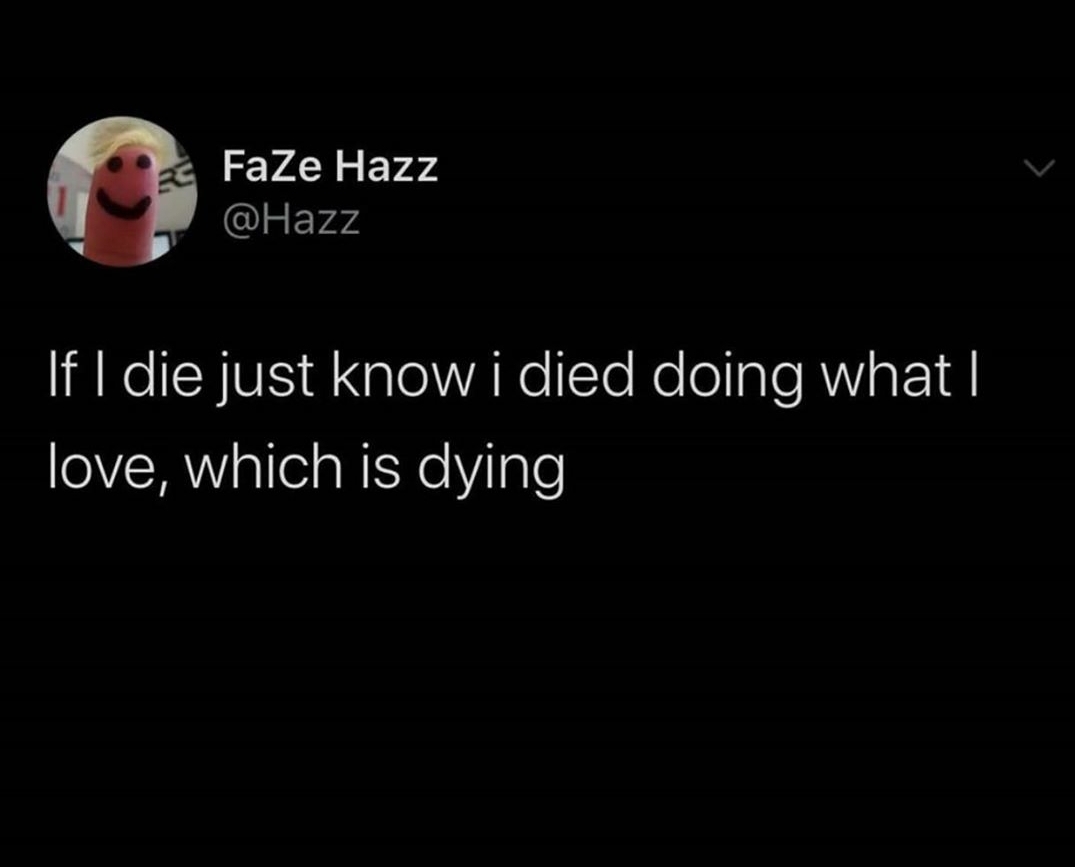 FaZe Hazz
@Hazz
If I die just know i died doing what I
love, which is dying